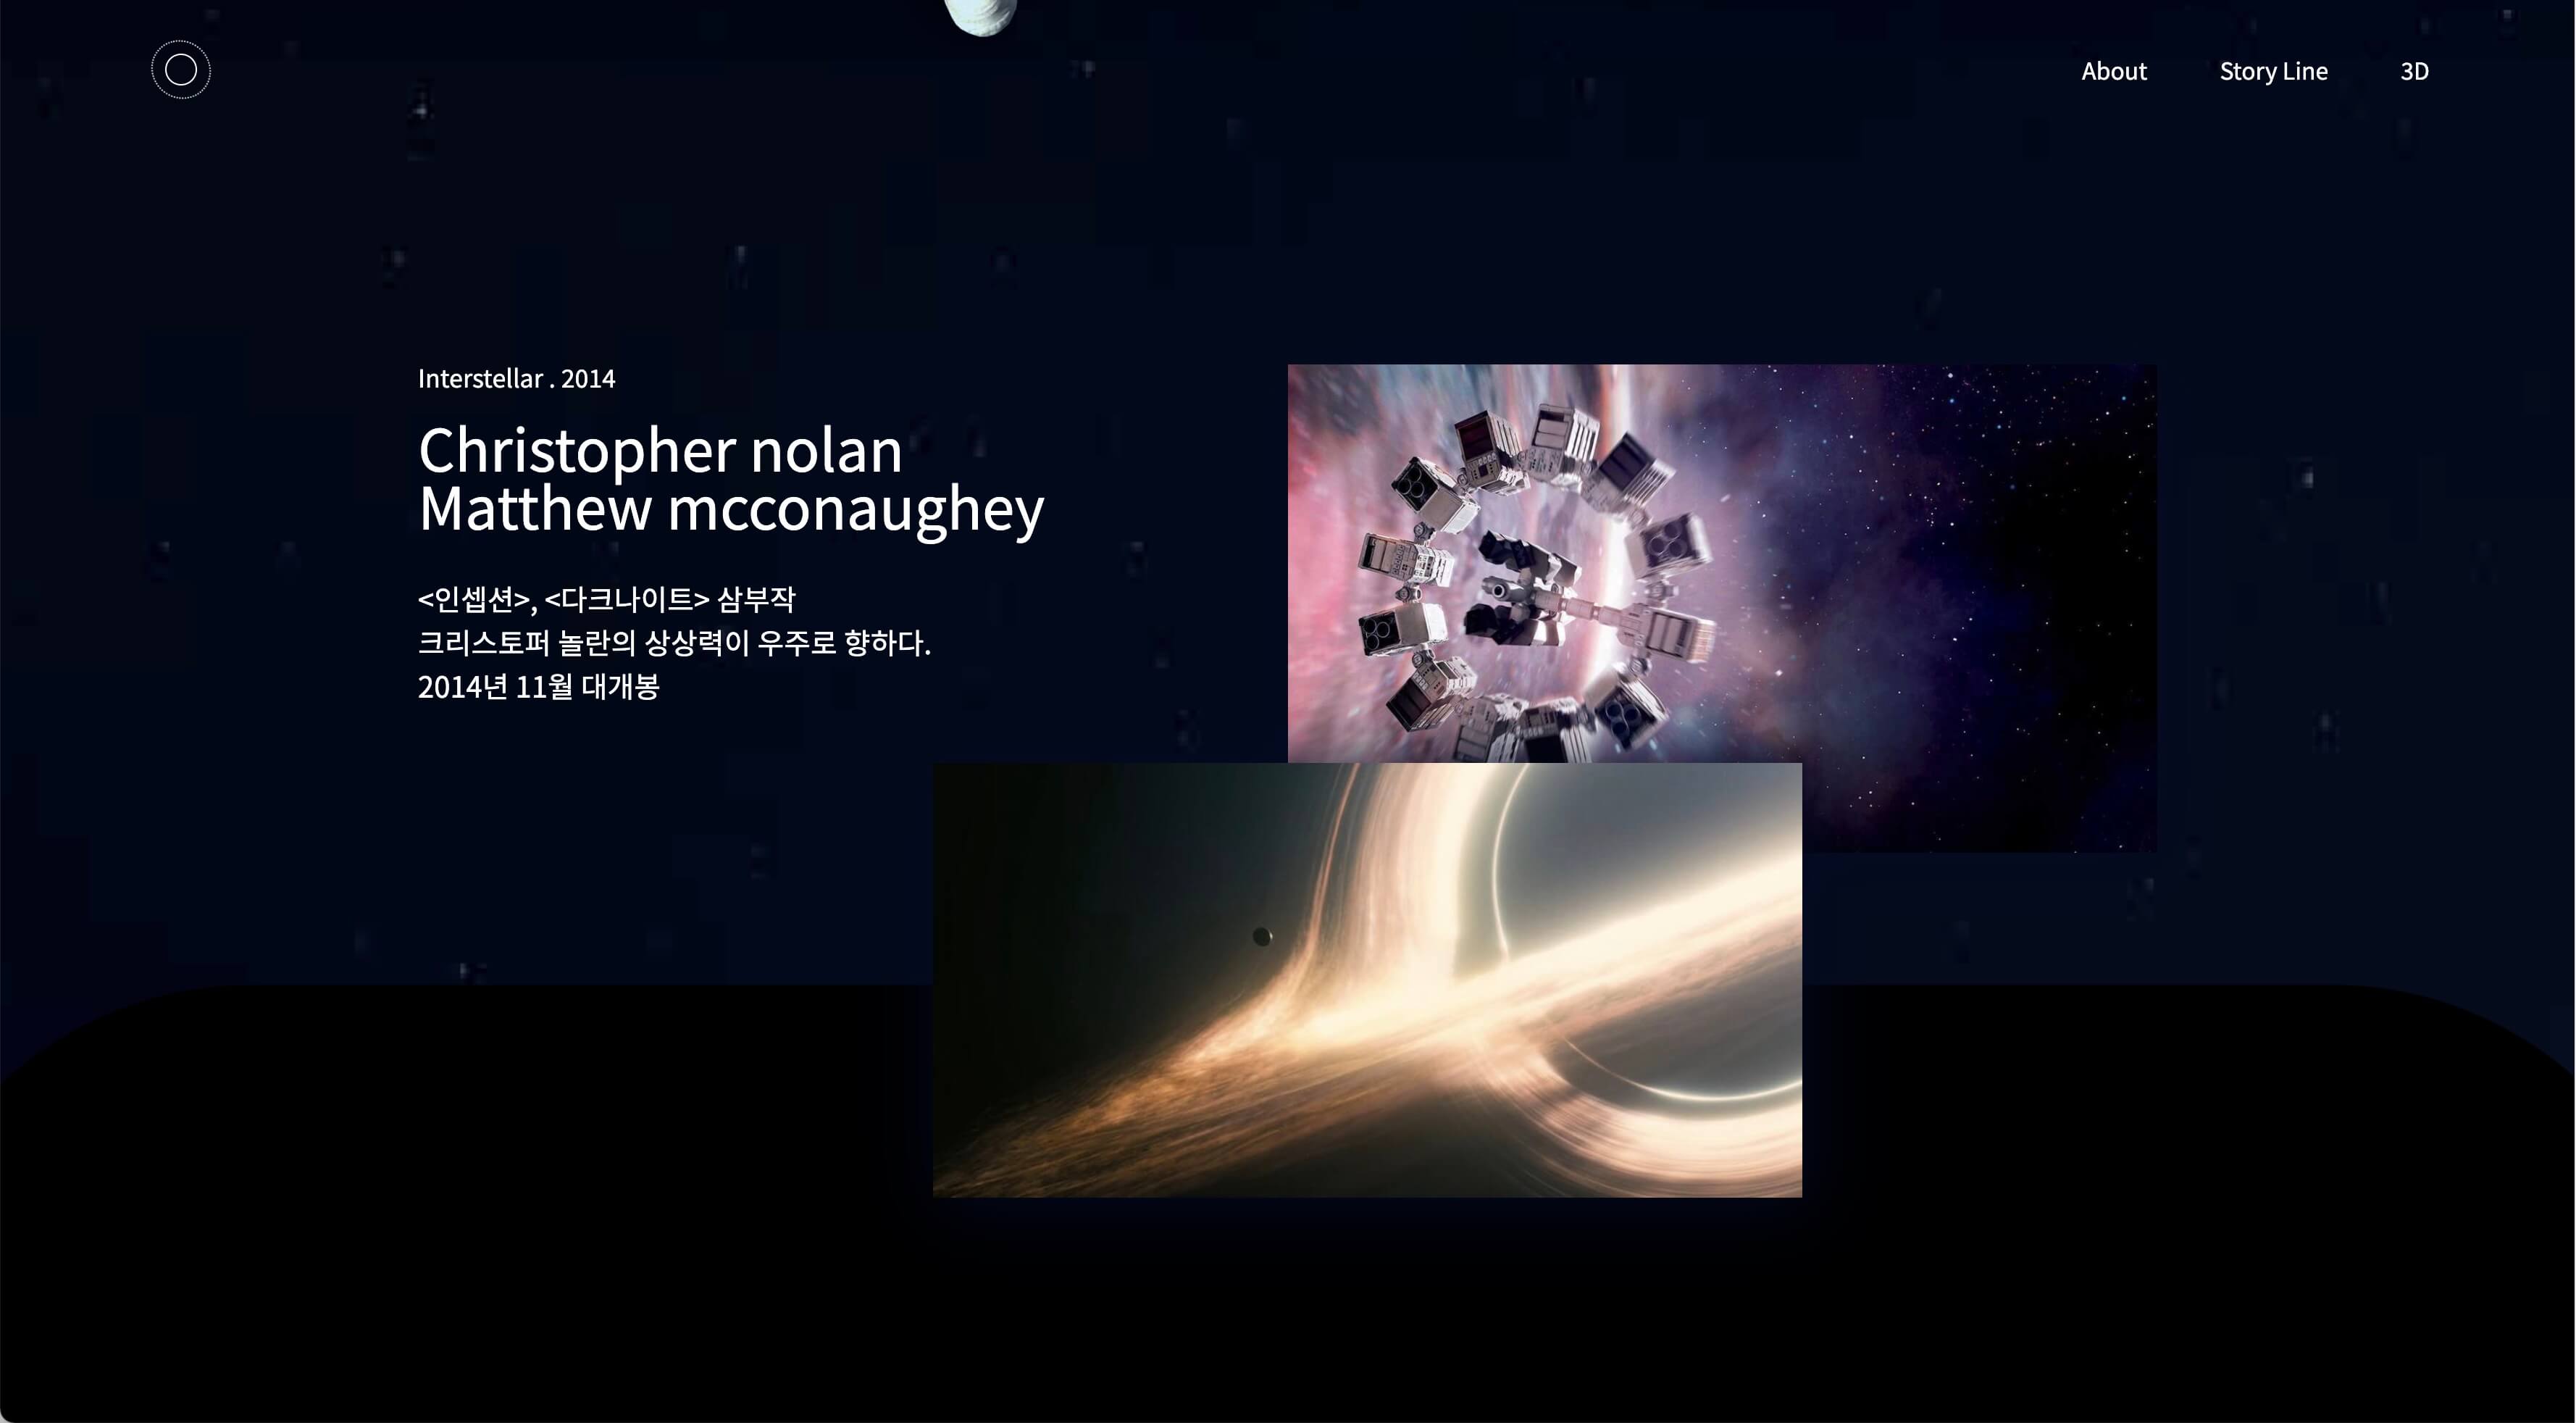 About
Story Line
3D
Interstellar . 2014
Christopher nolan
Matthew mcconaughey
<인셉션>, <다크나이트> 삼부작
크리스토퍼 놀란의 상상력이 우주로 향하다.
2014년 11월 대개봉